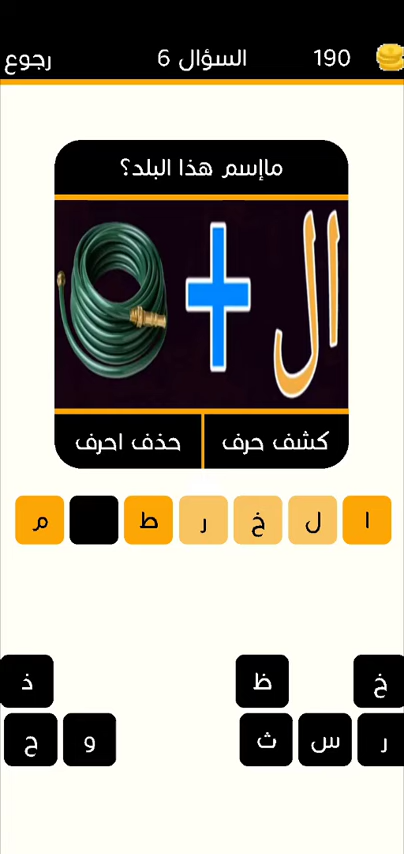 190 السؤال 6 رجوع
ماإسم هذا البلد؟
ال
كشف حرف حذف احرف
ا ل خ ر ط م
خ ظ ذ
ر س ث و ح